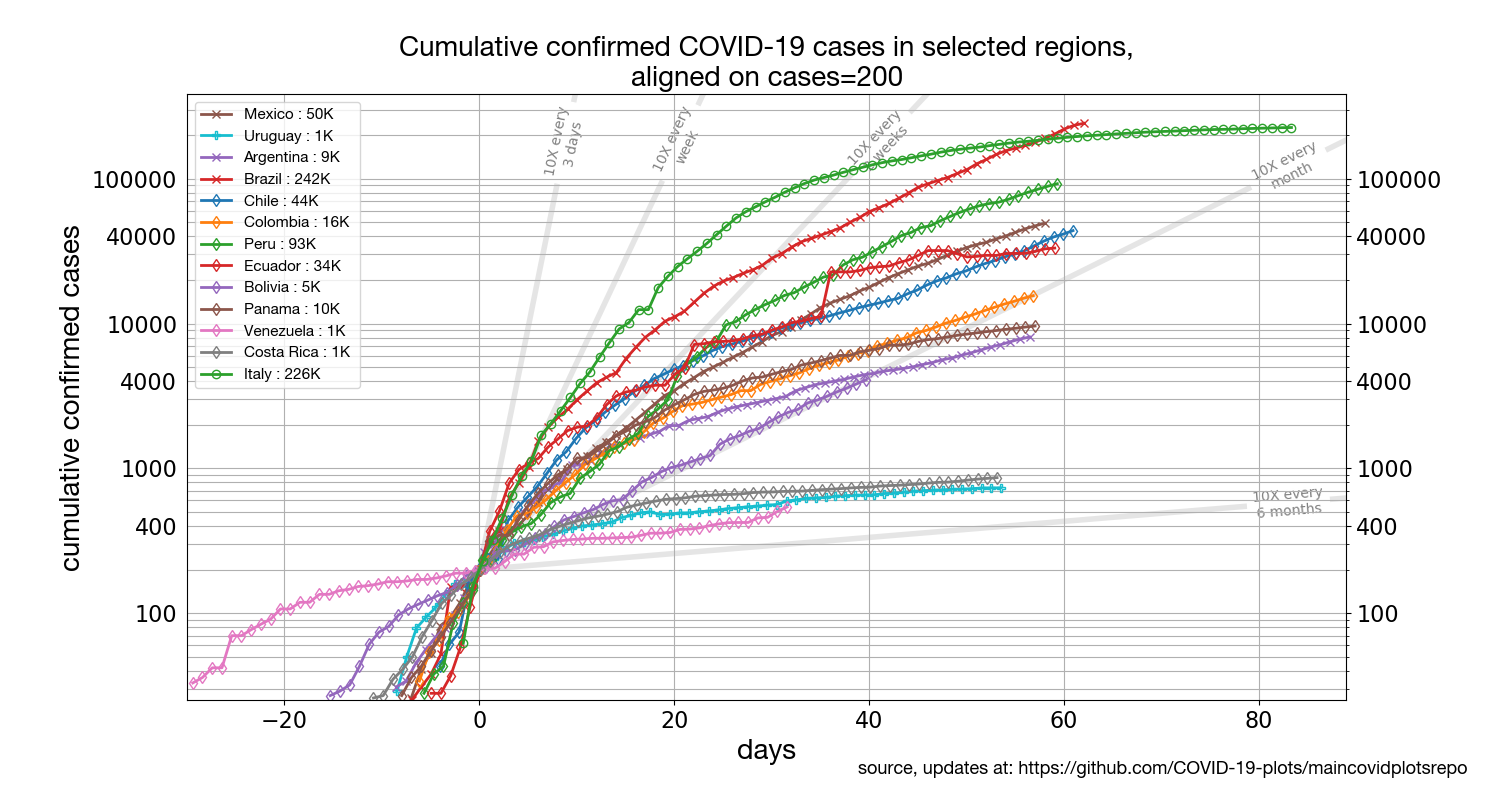 Cumulative confirmed COVID-19 cases in selected regions,
aligned on cases=200
Mexico : 50K
Uruguay : 1K
Argentina : 9K
Brazil : 242K
Chile : 44K
Colombia : 16K
Peru : 93K
Ecuador : 34K
Bolivia : 5K
Panama : 10K
Venezuela : 1K
Costa Rica : 1K
Italy : 226K
10X every
3 days
10X every
week
10X every
weeks
10X every
month
10X every
6 months
cumulative confirmed cases
100000
40000
10000
4000
1000
400
100
100000
40000
10000
4000
1000
400
100
−20
0
20
40
60
80
days
source, updates at: https://github.com/COVID-19-plots/maincovidplotsrepo